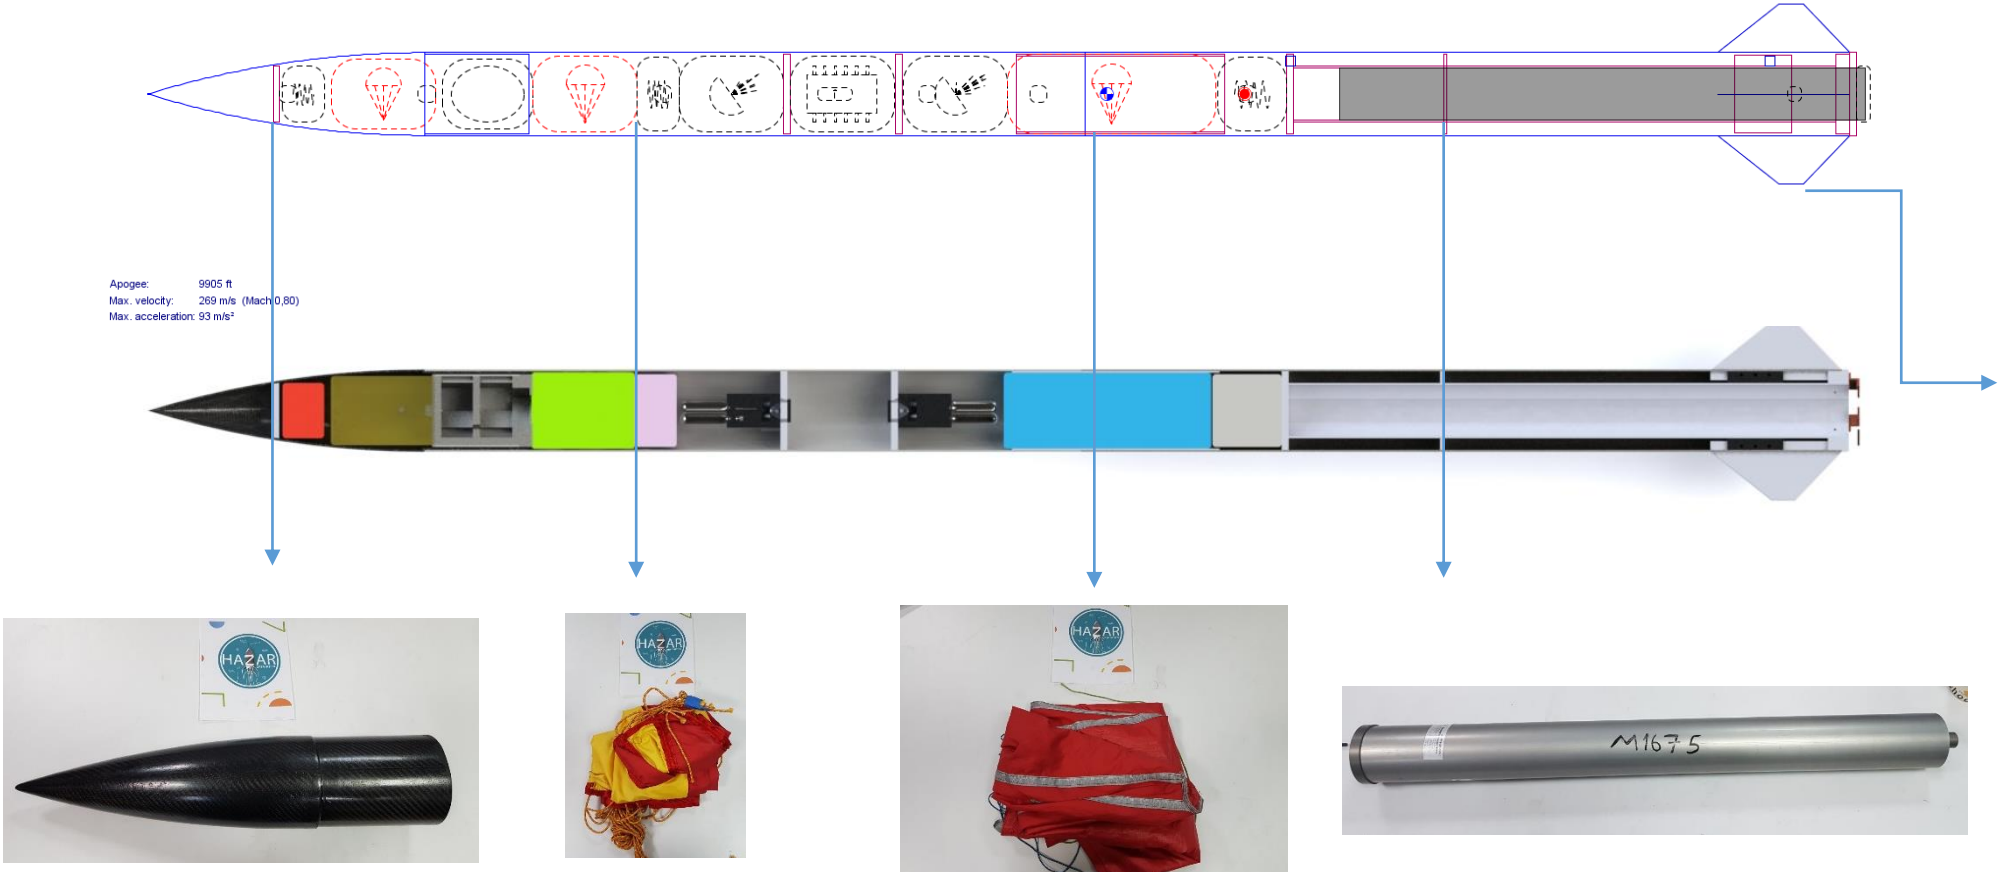 Apogee: 9905 ft
Max. velocity: 269 m/s (Mach 0,80)
Max. acceleration: 93 m/s²
HAZAR
HAZAR
HAZAR
M1675